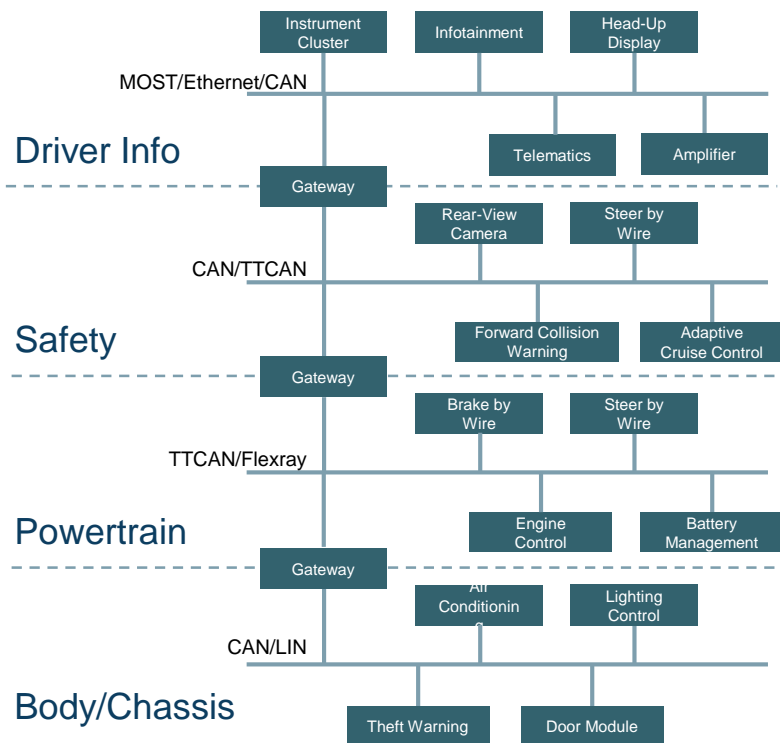 Instrument
Cluster
Infotainment
Head-Up
Display
MOST/Ethernet/CAN
Driver Info
Telematics
Amplifier
Gateway
Rear-View
Camera
Steer by
Wire
CAN/TTCAN
Safety
Forward Collision
Warning
Adaptive
Cruise Control
Gateway
Brake by
Wire
Steer by
Wire
TTCAN/Flexray
Powertrain
Engine
Control
Battery
Management
Gateway
Air
Conditionin
g
Lighting
Control
CAN/LIN
Body/Chassis
Theft Warning
Door Module